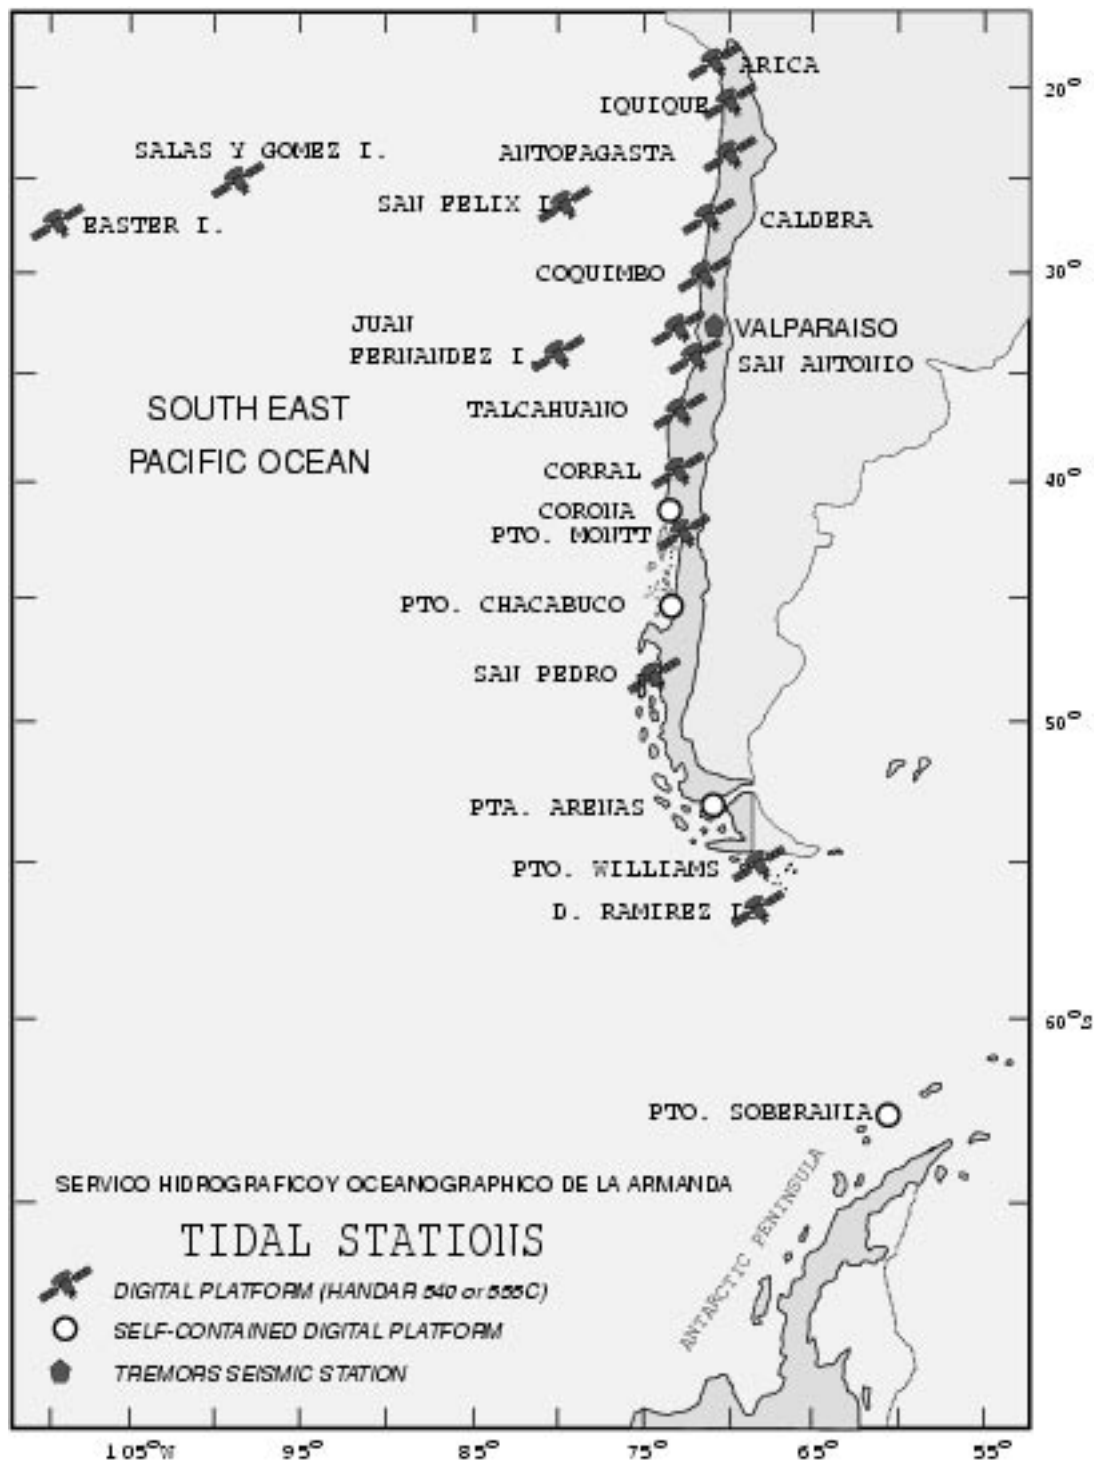 ARICA
20°
IQUIQUE
SALAS Y GOMEZ I.
ANTOFAGASTA
SAN FELIX I
EASTER I.
CALDERA
COQUIMBO
30°
JUAN
FERNANDEZ I
VALPARAISO
SAN ANTONIO
SOUTH EAST
PACIFIC OCEAN
TALCAHUANO
CORRAL
40°
CORONA
PTO. MONTT
PTO. CHACABUCO
SAN PEDRO
50°
PTA. ARENAS
PTO. WILLIAMS
D. RAMIREZ I
60°S
PTO. SOBERANIA
ANTARCTIC PENINSULA
SERVICO HIDROGRAFICO Y OCEANOGRAPHICO DE LA ARMANDA
TIDAL STATIONS
DIGITAL PLATFORM (HANDAR 540 or 555C)
SELF-CONTAINED DIGITAL PLATFORM
TREMORS SEISMIC STATION
105°W 95° 85° 75° 65° 55°